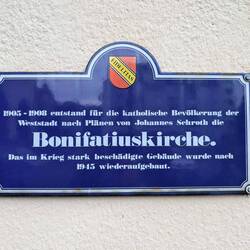 FIDELITAS
1905 - 1908 entstand für die katholische Bevölkerung der
Weststadt nach Plänen von Johannes Schroth die
Bonifatiuskirche.
Das im Krieg stark beschädigte Gebäude wurde nach
1945 wiederaufgebaut.